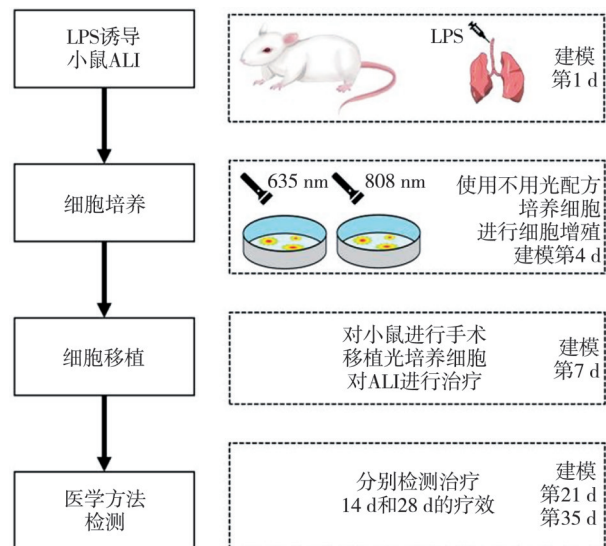 LPS诱导
小鼠ALI
LPS
建模
第1 d
细胞培养
635 nm
808 nm
使用不用光配方
培养细胞
进行细胞增殖
建模第4 d
细胞移植
对小鼠进行手术
移植光培养细胞
对ALI进行治疗
建模
第7 d
医学方法
检测
分别检测治疗
14 d和28 d的疗效
建模
第21 d
第35 d